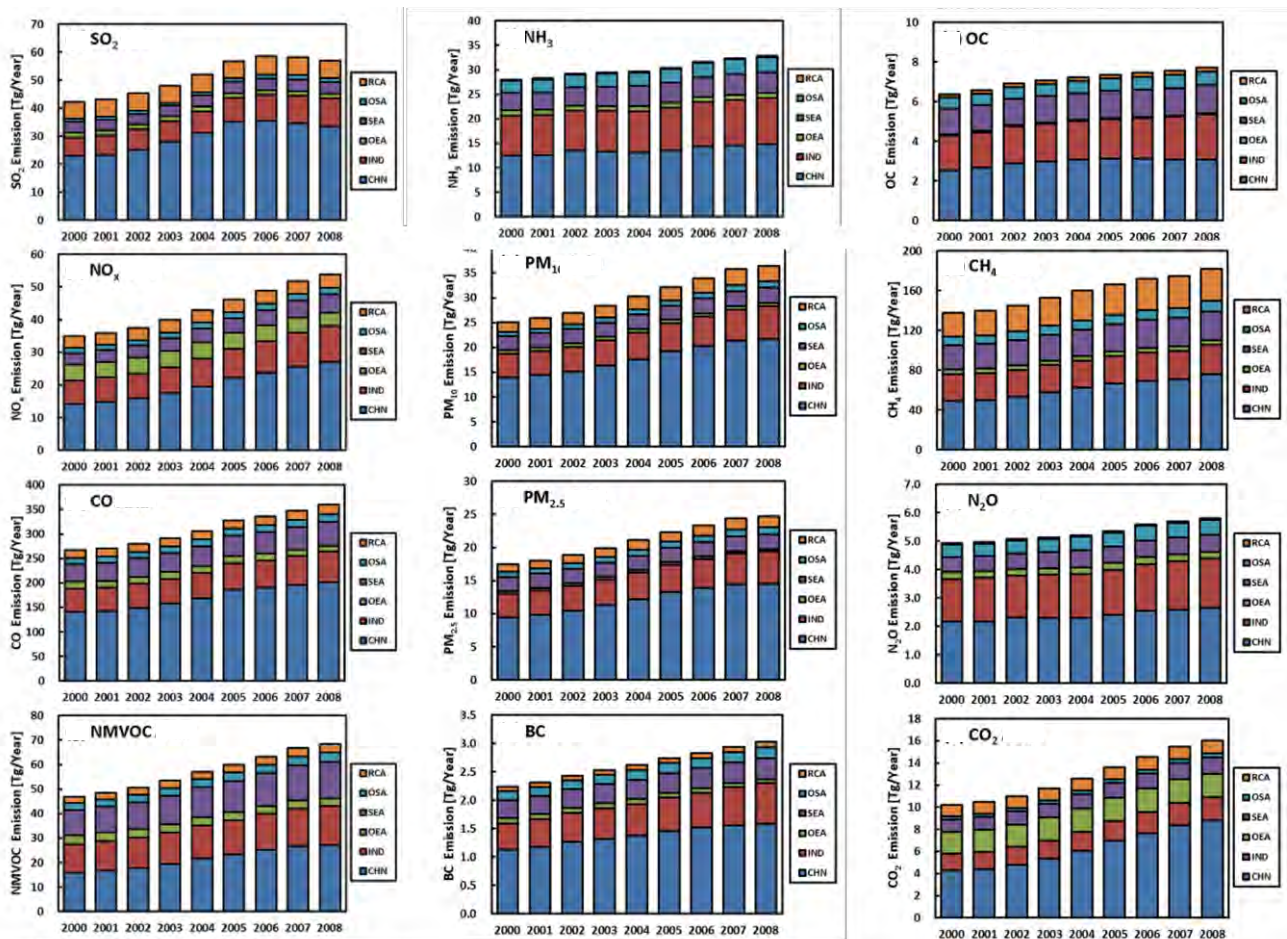 SO2
SO2 Emission [Tg/Year]
70
60
50
40
30
20
10
0
2000 2001 2002 2003 2004 2005 2006 2007 2008
RCA
OSA
SEA
OEA
IND
CHN
NH3
NH3 Emission [Tg/Year]
40
35
30
25
20
15
10
5
0
2000 2001 2002 2003 2004 2005 2006 2007 2008
RCA
OSA
SEA
OEA
IND
CHN
OC
OC Emission [Tg/Year]
10
8
6
4
2
0
2000 2001 2002 2003 2004 2005 2006 2007 2008
RCA
OSA
SEA
OEA
IND
CHN
NOx
NOx Emission [Tg/Year]
60
50
40
30
20
10
0
2000 2001 2002 2003 2004 2005 2006 2007 2008
RCA
OSA
SEA
OEA
IND
CHN
PM10
PM10 Emission [Tg/Year]
40
35
30
25
20
15
10
5
0
2000 2001 2002 2003 2004 2005 2006 2007 2008
RCA
OSA
SEA
OEA
IND
CHN
CH4
CH4 Emission [Tg/Year]
200
160
120
80
40
0
2000 2001 2002 2003 2004 2005 2006 2007 2008
RCA
OSA
SEA
OEA
IND
CHN
CO
CO Emission [Tg/Year]
400
350
300
250
200
150
100
50
0
2000 2001 2002 2003 2004 2005 2006 2007 2008
RCA
OSA
SEA
OEA
IND
CHN
PM2.5
PM2.5 Emission [Tg/Year]
30
25
20
15
10
5
0
2000 2001 2002 2003 2004 2005 2006 2007 2008
RCA
OSA
SEA
OEA
IND
CHN
N2O
N2O Emission [Tg/Year]
7.0
6.0
5.0
4.0
3.0
2.0
1.0
0.0
2000 2001 2002 2003 2004 2005 2006 2007 2008
RCA
OSA
SEA
OEA
IND
CHN
NMVOC
NMVOC Emission [Tg/Year]
80
70
60
50
40
30
20
10
0
2000 2001 2002 2003 2004 2005 2006 2007 2008
RCA
OSA
SEA
OEA
IND
CHN
BC
BC Emission [Tg/Year]
3.5
3.0
2.5
2.0
1.5
1.0
0.5
0.0
2000 2001 2002 2003 2004 2005 2006 2007 2008
RCA
OSA
SEA
OEA
IND
CHN
CO2
CO2 Emission [Tg/Year]
18
16
14
12
10
8
6
4
2
0
2000 2001 2002 2003 2004 2005 2006 2007 2008
RCA
OSA
SEA
OEA
IND
CHN